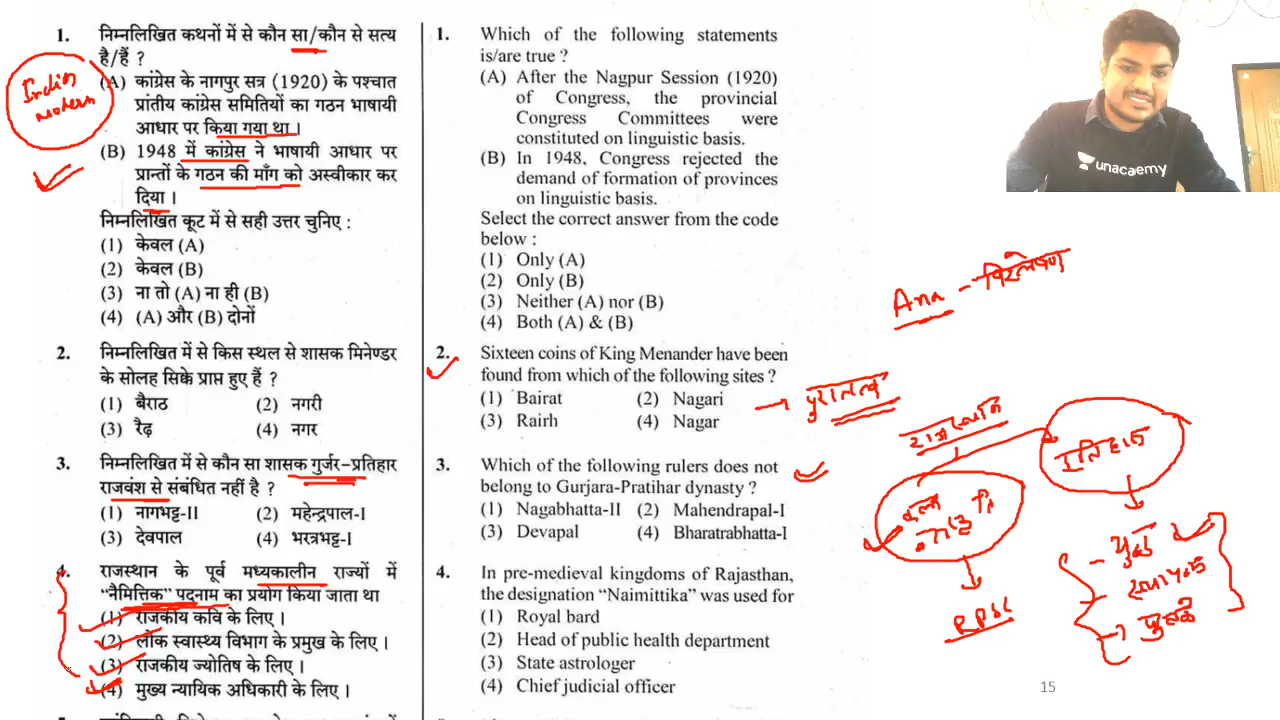 1. निम्नलिखित कथनों में से कौन सा/कौन से सत्य
है/हैं ?
(A) कांग्रेस के नागपुर सत्र (1920) के पश्चात
प्रांतीय कांग्रेस समितियों का गठन भाषायी
आधार पर किया गया था ।
(B) 1948 में कांग्रेस ने भाषायी आधार पर
प्रान्तों के गठन की माँग को अस्वीकार कर
दिया ।
निम्नलिखित कूट में से सही उत्तर चुनिए :
(1) केवल (A)
(2) केवल (B)
(3) ना तो (A) ना ही (B)
(4) (A) और (B) दोनों
2. निम्नलिखित में से किस स्थल से शासक मिनेण्डर
के सोलह सिक्के प्राप्त हुए हैं ?
(1) बैराठ (2) नगरी
(3) रैढ़ (4) नगर
3. निम्नलिखित में से कौन सा शासक गुर्जर–प्रतिहार
राजवंश से संबंधित नहीं है ?
(1) नागभट्ट-II (2) महेन्द्रपाल-I
(3) देवपाल (4) भरत्रभट्ट-I
4. राजस्थान के पूर्व मध्यकालीन राज्यों में
“नैमित्तिक” पदनाम का प्रयोग किया जाता था
(1) राजकीय कवि के लिए ।
(2) लोक स्वास्थ्य विभाग के प्रमुख के लिए ।
(3) राजकीय ज्योतिष के लिए ।
(4) मुख्य न्यायिक अधिकारी के लिए ।
Indian
Modern
1. Which of the following statements
is/are true ?
(A) After the Nagpur Session (1920)
of Congress, the provincial
Congress Committees were
constituted on linguistic basis.
(B) In 1948, Congress rejected the
demand of formation of provinces
on linguistic basis.
Select the correct answer from the code
below :
(1) Only (A)
(2) Only (B)
(3) Neither (A) nor (B)
(4) Both (A) & (B)
2. Sixteen coins of King Menander have been
found from which of the following sites ?
(1) Bairat (2) Nagari
(3) Rairh (4) Nagar
3. Which of the following rulers does not
belong to Gurjara-Pratihar dynasty ?
(1) Nagabhatta-II (2) Mahendrapal-I
(3) Devapal (4) Bharatrabhatta-I
4. In pre-medieval kingdoms of Rajasthan,
the designation “Naimittika” was used for
(1) Royal bard
(2) Head of public health department
(3) State astrologer
(4) Chief judicial officer
unacademy
Ana - विश्लेषण
पुरातत्व
राजस्थान
इतिहास
कला
RPSC
युद्ध
पुस्तकें
15